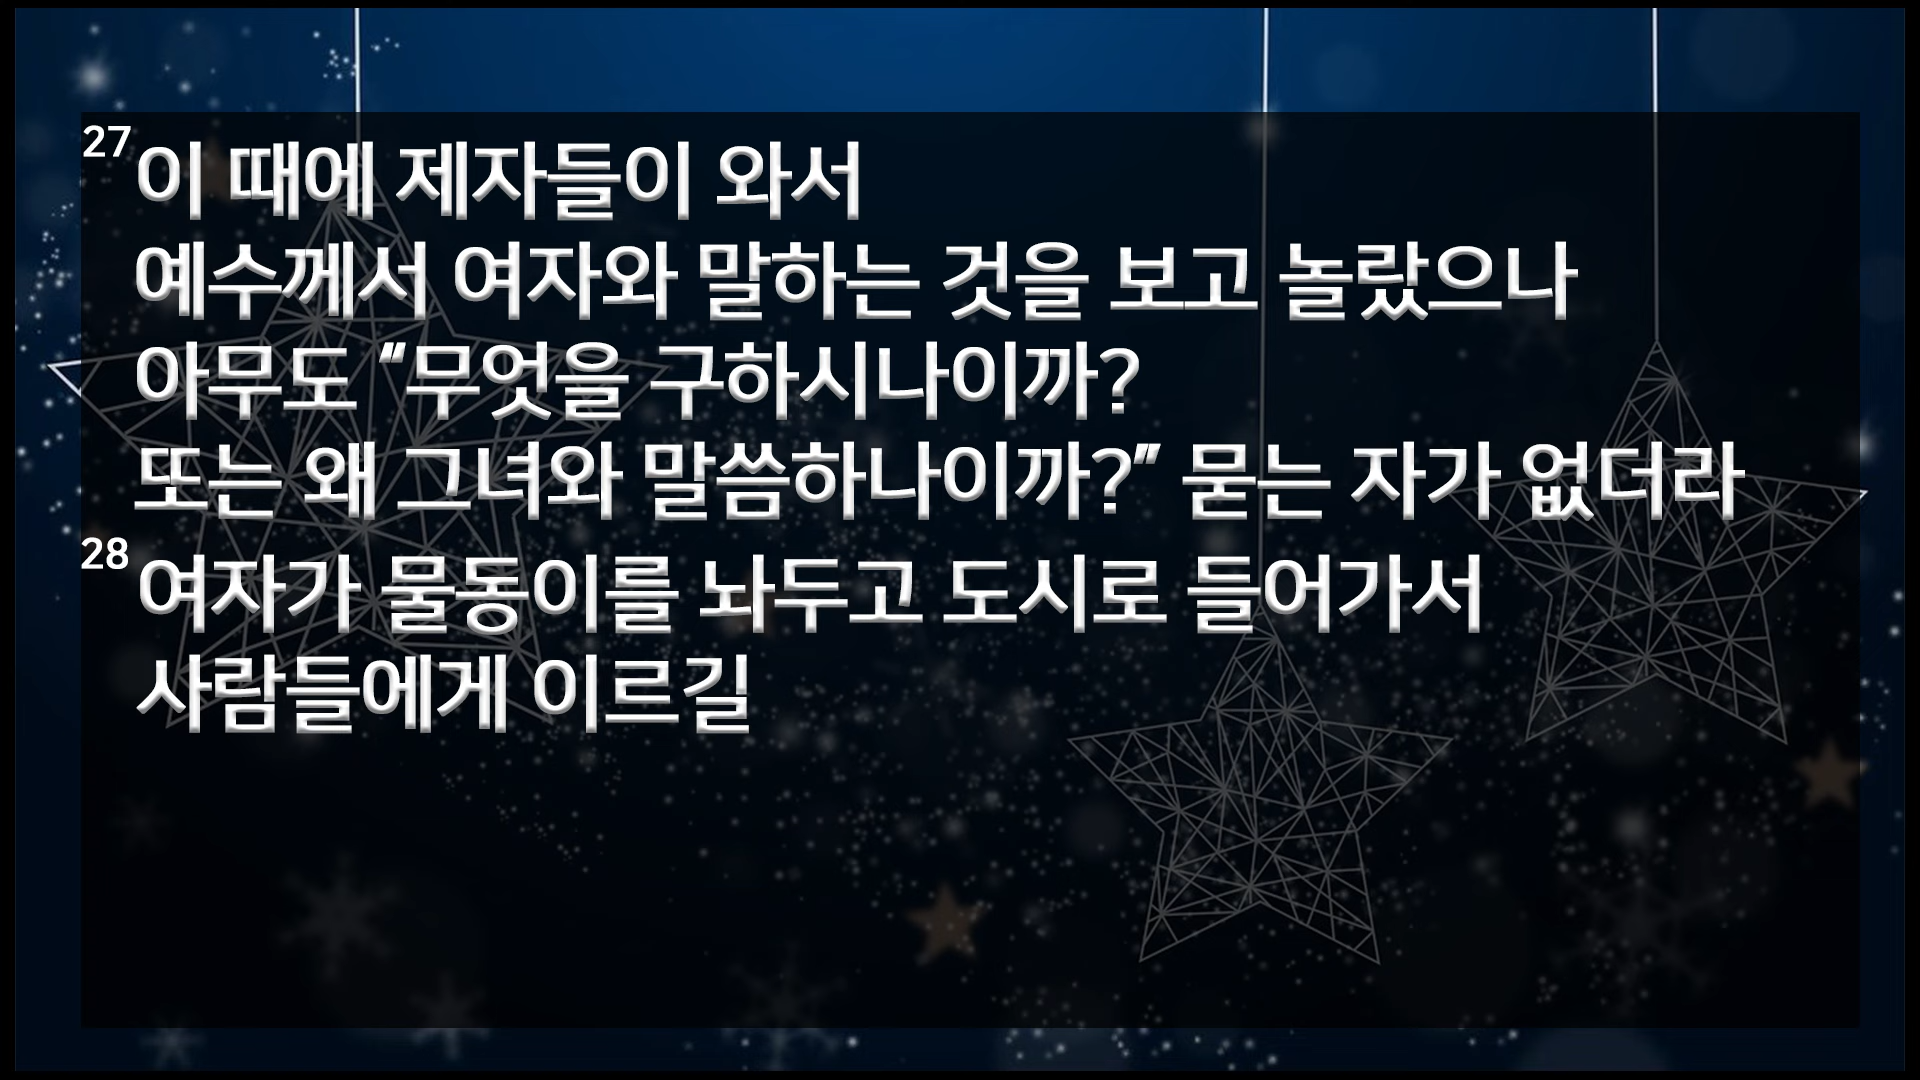 27 이 때에 제자들이 와서
예수께서 여자와 말하는 것을 보고 놀랐으나
아무도 “무엇을 구하시나이까?
또는 왜 그녀와 말씀하나이까?” 묻는 자가 없더라
28 여자가 물동이를 놔두고 도시로 들어가서
사람들에게 이르길